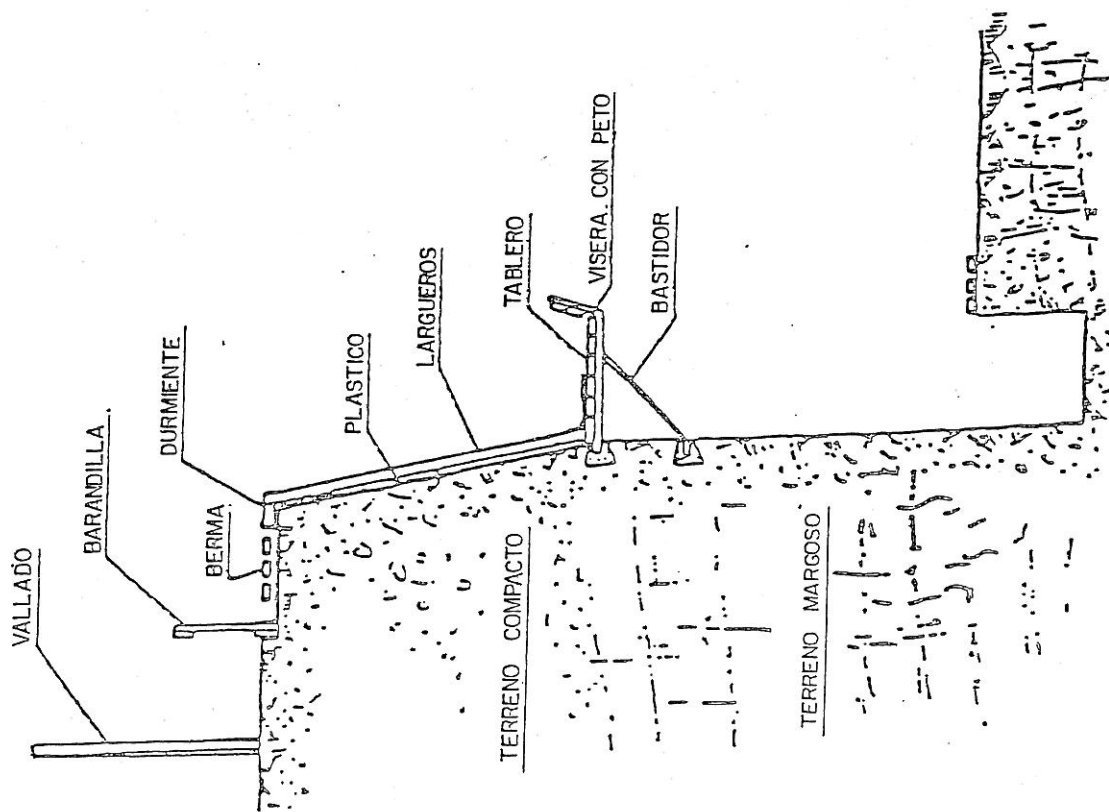 VALLADO
BARANDILLA
BERMA
DURMIENTE
PLASTICO
LARGUEROS
TABLERO
VISERA CON PETO
BASTIDOR
TERRENO COMPACTO
TERRENO MARGOSO